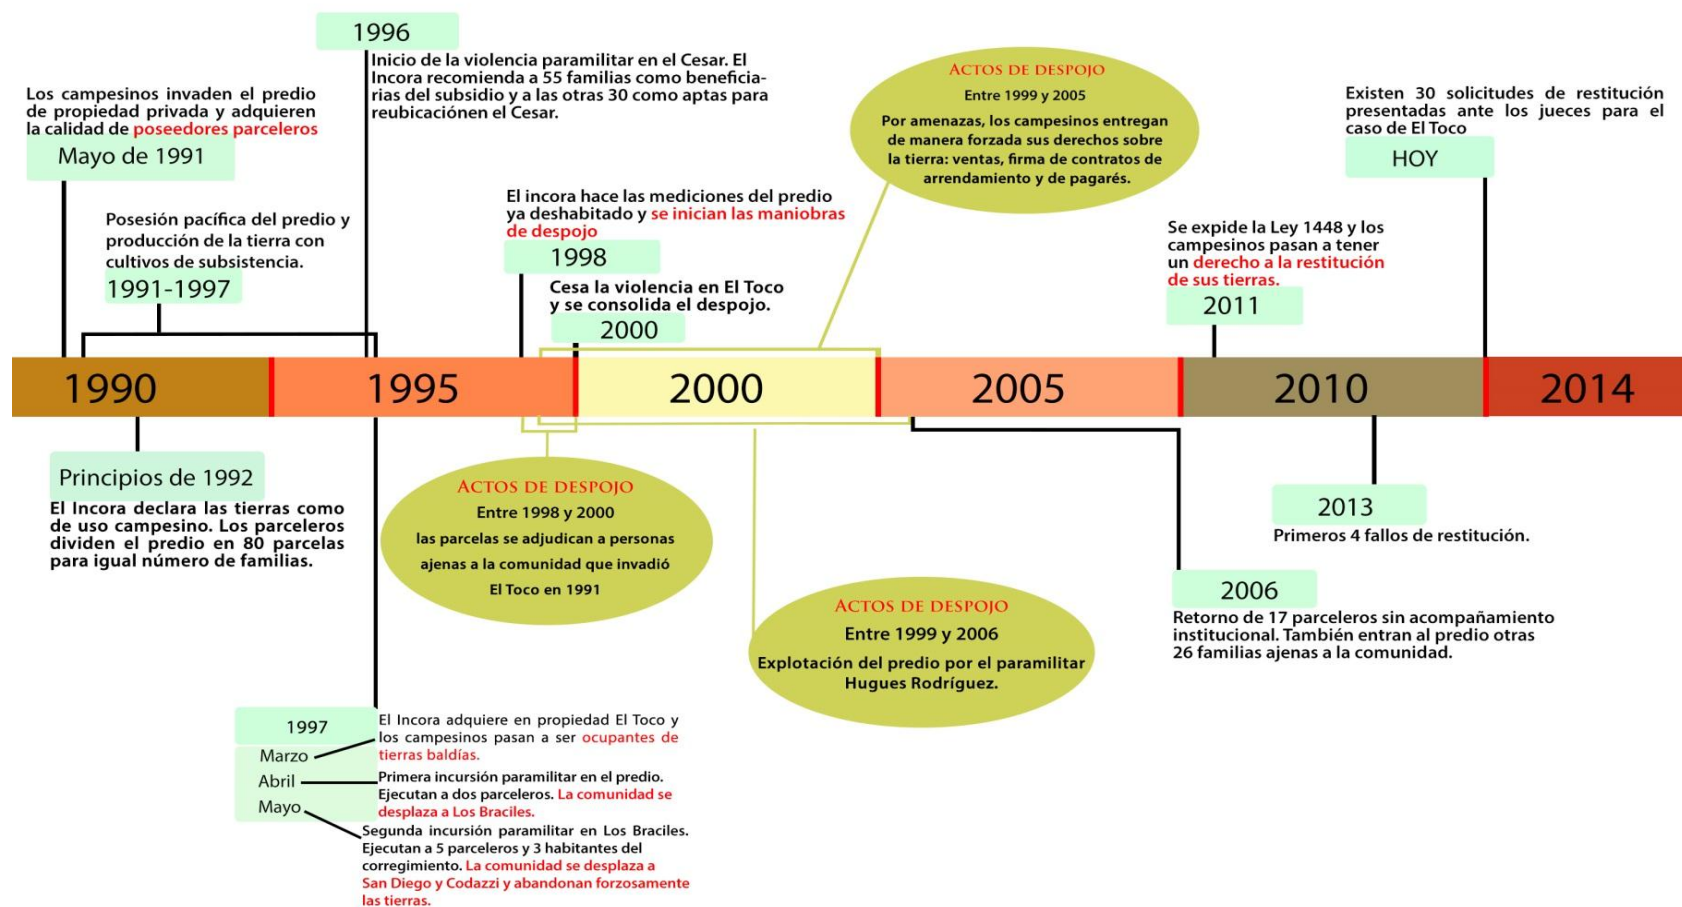 1996
Inicio de la violencia paramilitar en el Cesar. El
Incora recomienda a 55 familias como beneficia-
rias del subsidio y a las otras 30 como aptas para
reubicaciónen el Cesar.
Los campesinos invaden el predio
de propiedad privada y adquieren
la calidad de poseedores parceleros
Mayo de 1991
Posesión pacífica del predio y
producción de la tierra con
cultivos de subsistencia.
1991-1997
El incora hace las mediciones del predio
ya deshabitado y se inician las maniobras
de despojo
1998
Cesa la violencia en El Toco
y se consolida el despojo.
2000
Actos de despojo
Entre 1999 y 2005
Por amenazas, los campesinos entregan
de manera forzada sus derechos sobre
la tierra: ventas, firma de contratos de
arrendamiento y de pagarés.
Se expide la Ley 1448 y los
campesinos pasan a tener
un derecho a la restitución
de sus tierras.
2011
Existen 30 solicitudes de restitución
presentadas ante los jueces para el
caso de El Toco
HOY
1990
1995
2000
2005
2010
2014
Principios de 1992
El Incora declara las tierras como
de uso campesino. Los parceleros
dividen el predio en 80 parcelas
para igual número de familias.
Actos de despojo
Entre 1998 y 2000
las parcelas se adjudican a personas
ajenas a la comunidad que invadió
El Toco en 1991
Actos de despojo
Entre 1999 y 2006
Explotación del predio por el paramilitar
Hugues Rodríguez.
2013
Primeros 4 fallos de restitución.
2006
Retorno de 17 parceleros sin acompañamiento
institucional. También entran al predio otras
26 familias ajenas a la comunidad.
1997
Marzo
El Incora adquiere en propiedad El Toco y
los campesinos pasan a ser ocupantes de
tierras baldías.
Abril
Primera incursión paramilitar en el predio.
Ejecutan a dos parceleros. La comunidad se
desplaza a Los Braciles.
Mayo
Segunda incursión paramilitar en Los Braciles.
Ejecutan a 5 parceleros y 3 habitantes del
corregimiento. La comunidad se desplaza a
San Diego y Codazzi y abandonan forzosamente
las tierras.